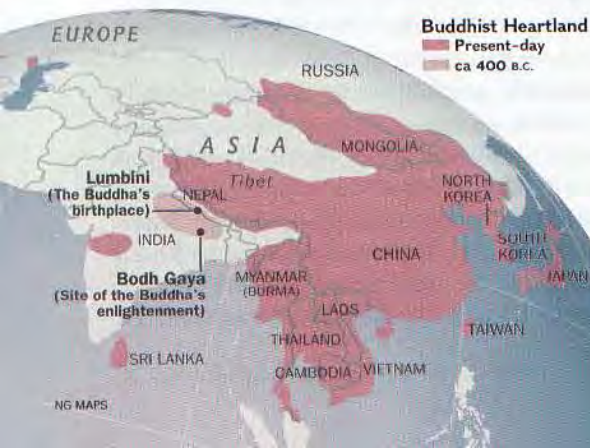 EUROPE
Buddhist Heartland
Present-day
ca 400 B.C.
RUSSIA
ASIA
MONGOLIA
Lumbini
(The Buddha's
birthplace)
Tibet
NEPAL
NORTH
KOREA
INDIA
CHINA
SOUTH
KOREA
JAPAN
Bodh Gaya
(Site of the Buddha's
enlightenment)
MYANMAR
(BURMA)
LAOS
TAIWAN
THAILAND
SRI LANKA
CAMBODIA
VIETNAM
NG MAPS